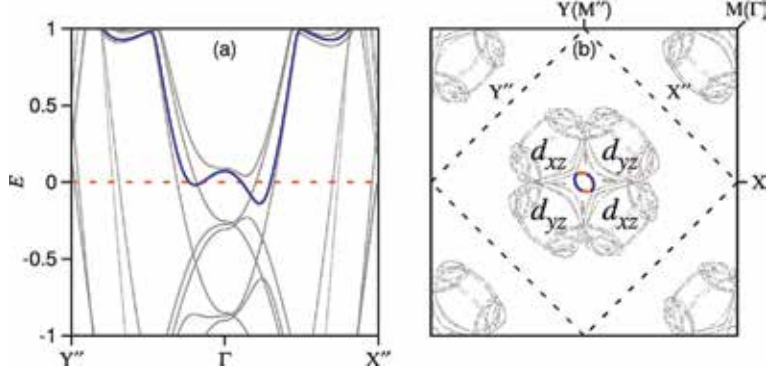 Y(M″) M(Γ)
1 (a) (b)
0.5 Y″ X″
d_xz d_yz
E 0 X
d_yz d_xz
-0.5
-1
Y″ Γ X″